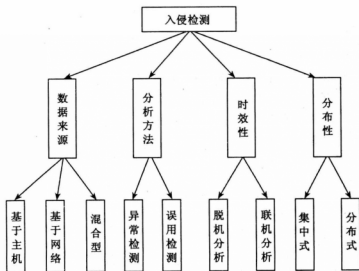 入侵检测
数据来源
分析方法
时效性
分布性
基于主机
基于网络
混合型
异常检测
误用检测
脱机分析
联机分析
集中式
分布式